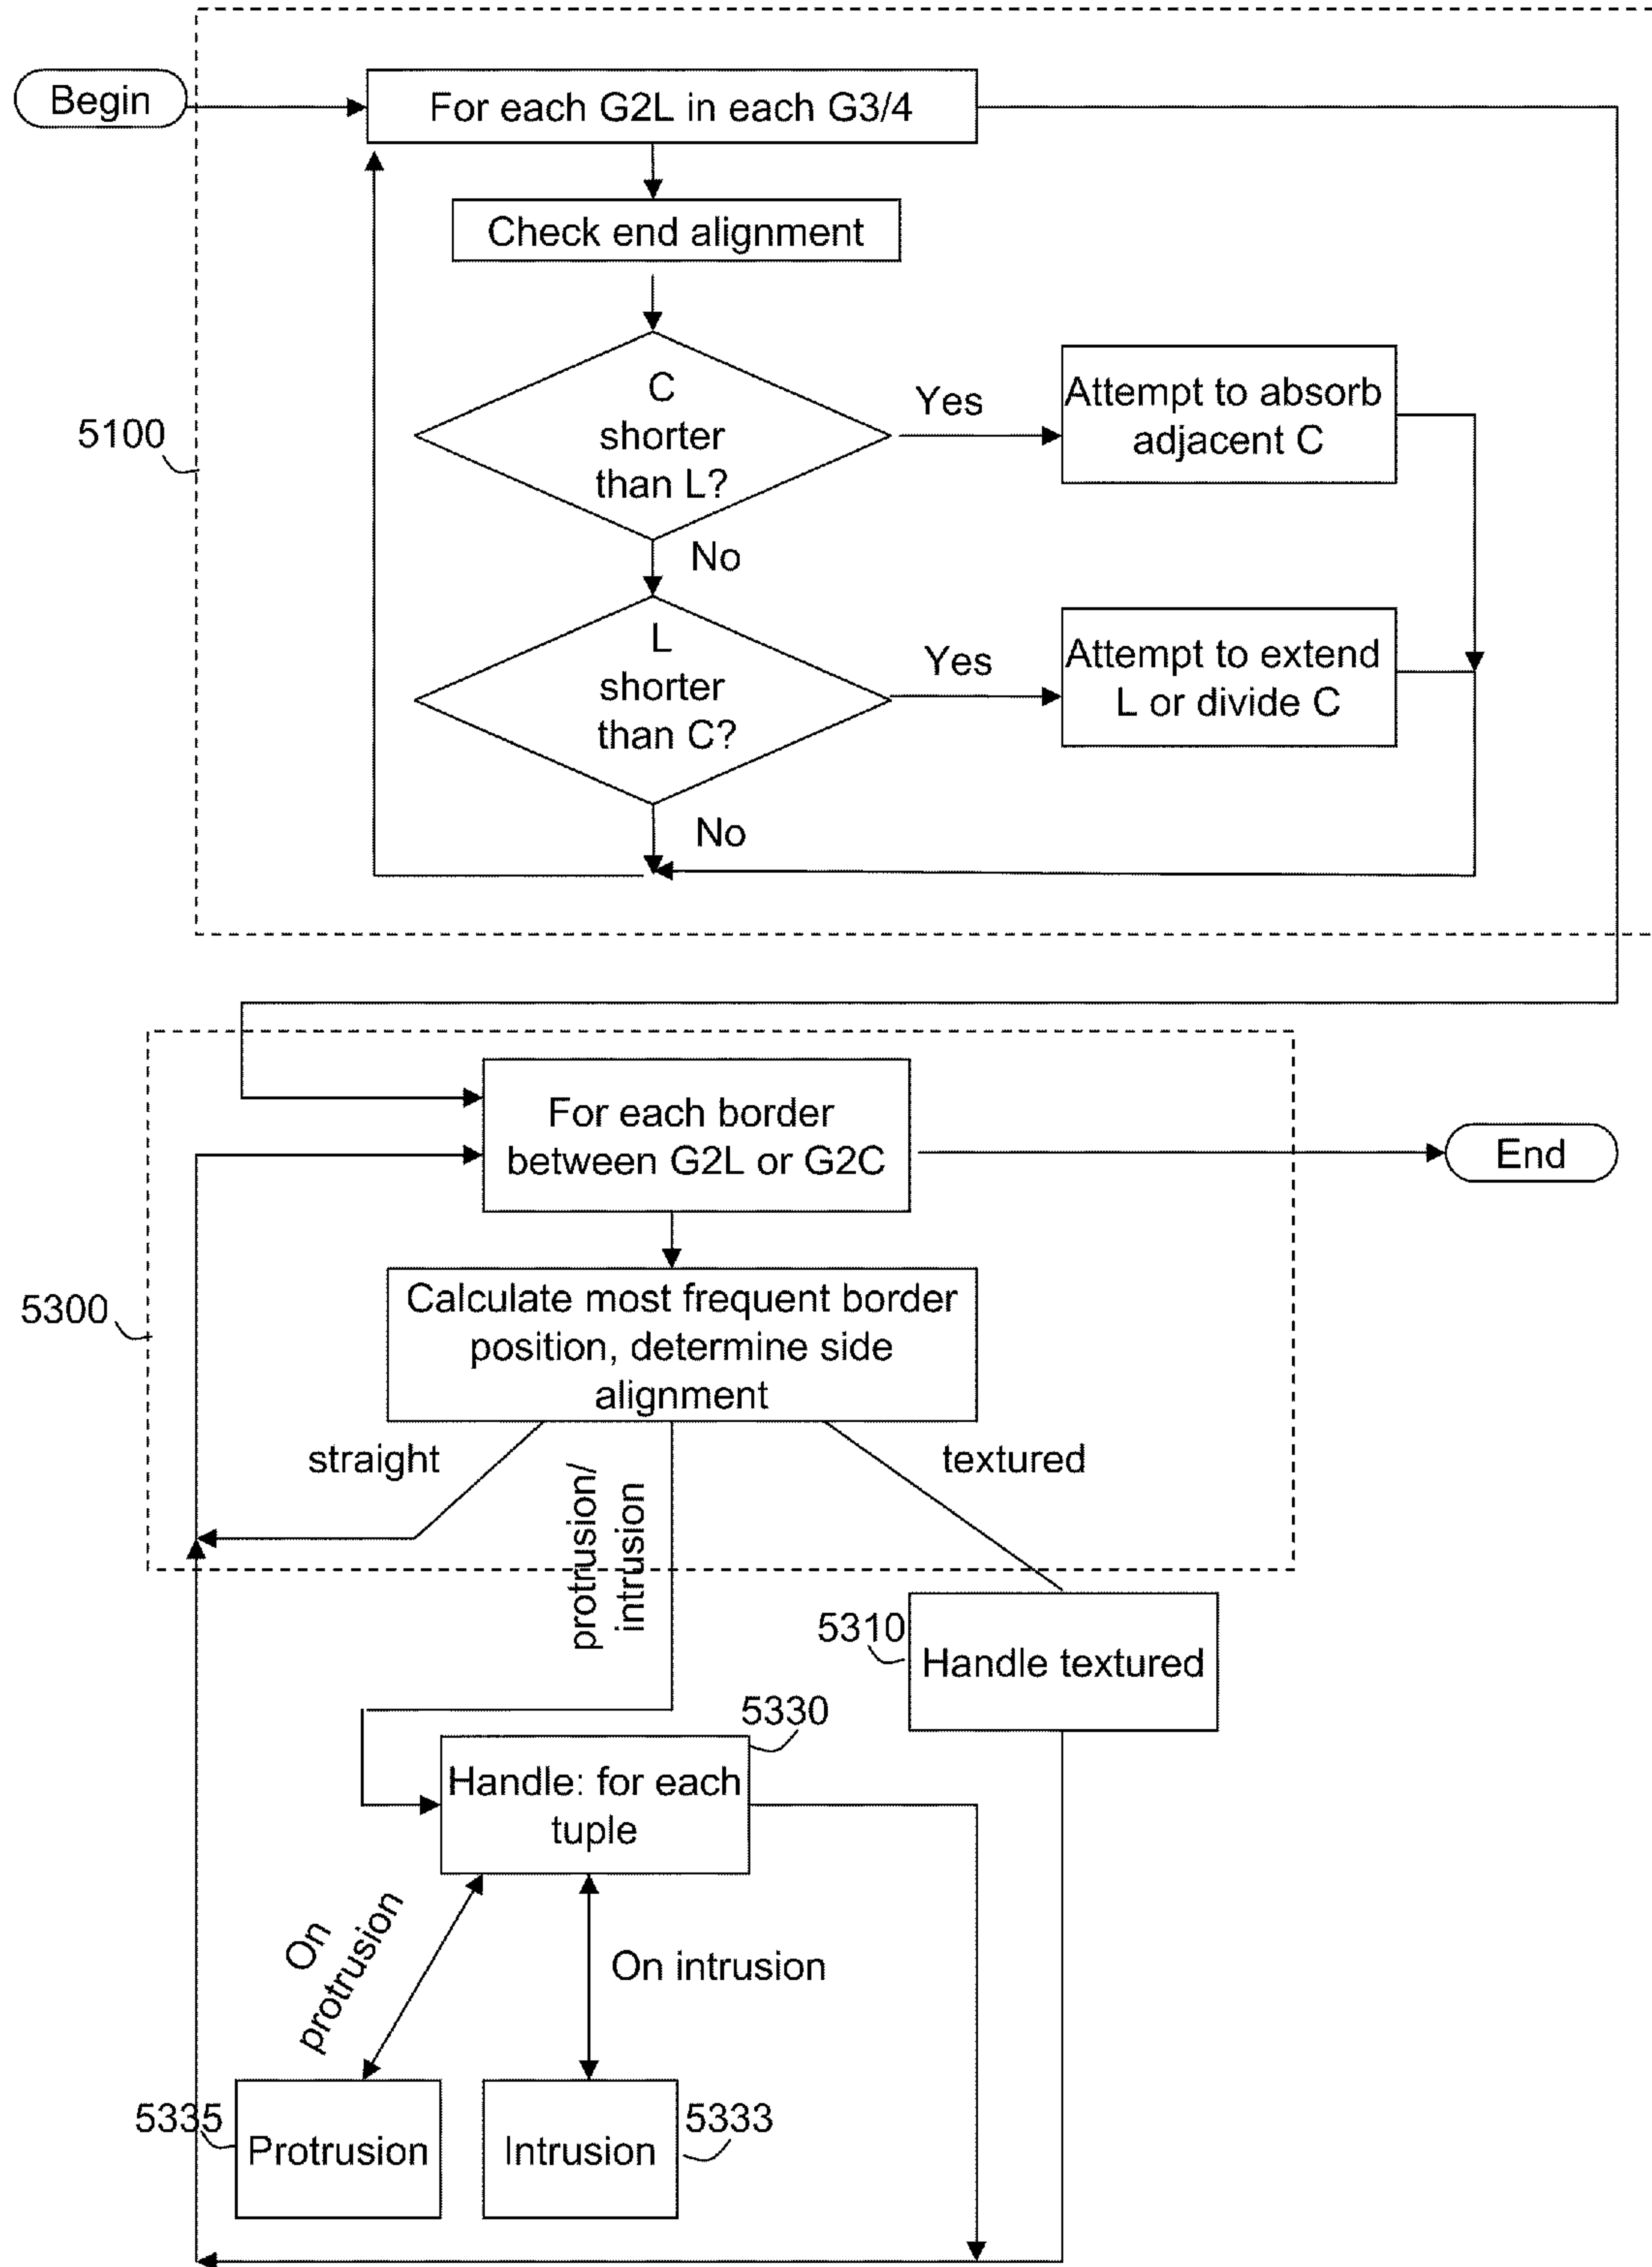 Begin
For each G2L in each G3/4
Check end alignment
C
shorter
than L?
Yes
Attempt to absorb
adjacent C
5100
No
L
shorter
than C?
Yes
Attempt to extend
L or divide C
No
For each border
between G2L or G2C
End
5300
Calculate most frequent border
position, determine side
alignment
straight
protrusion/
intrusion
textured
5310
Handle textured
5330
Handle: for each
tuple
On
protrusion
On intrusion
5335
Protrusion
Intrusion
5333